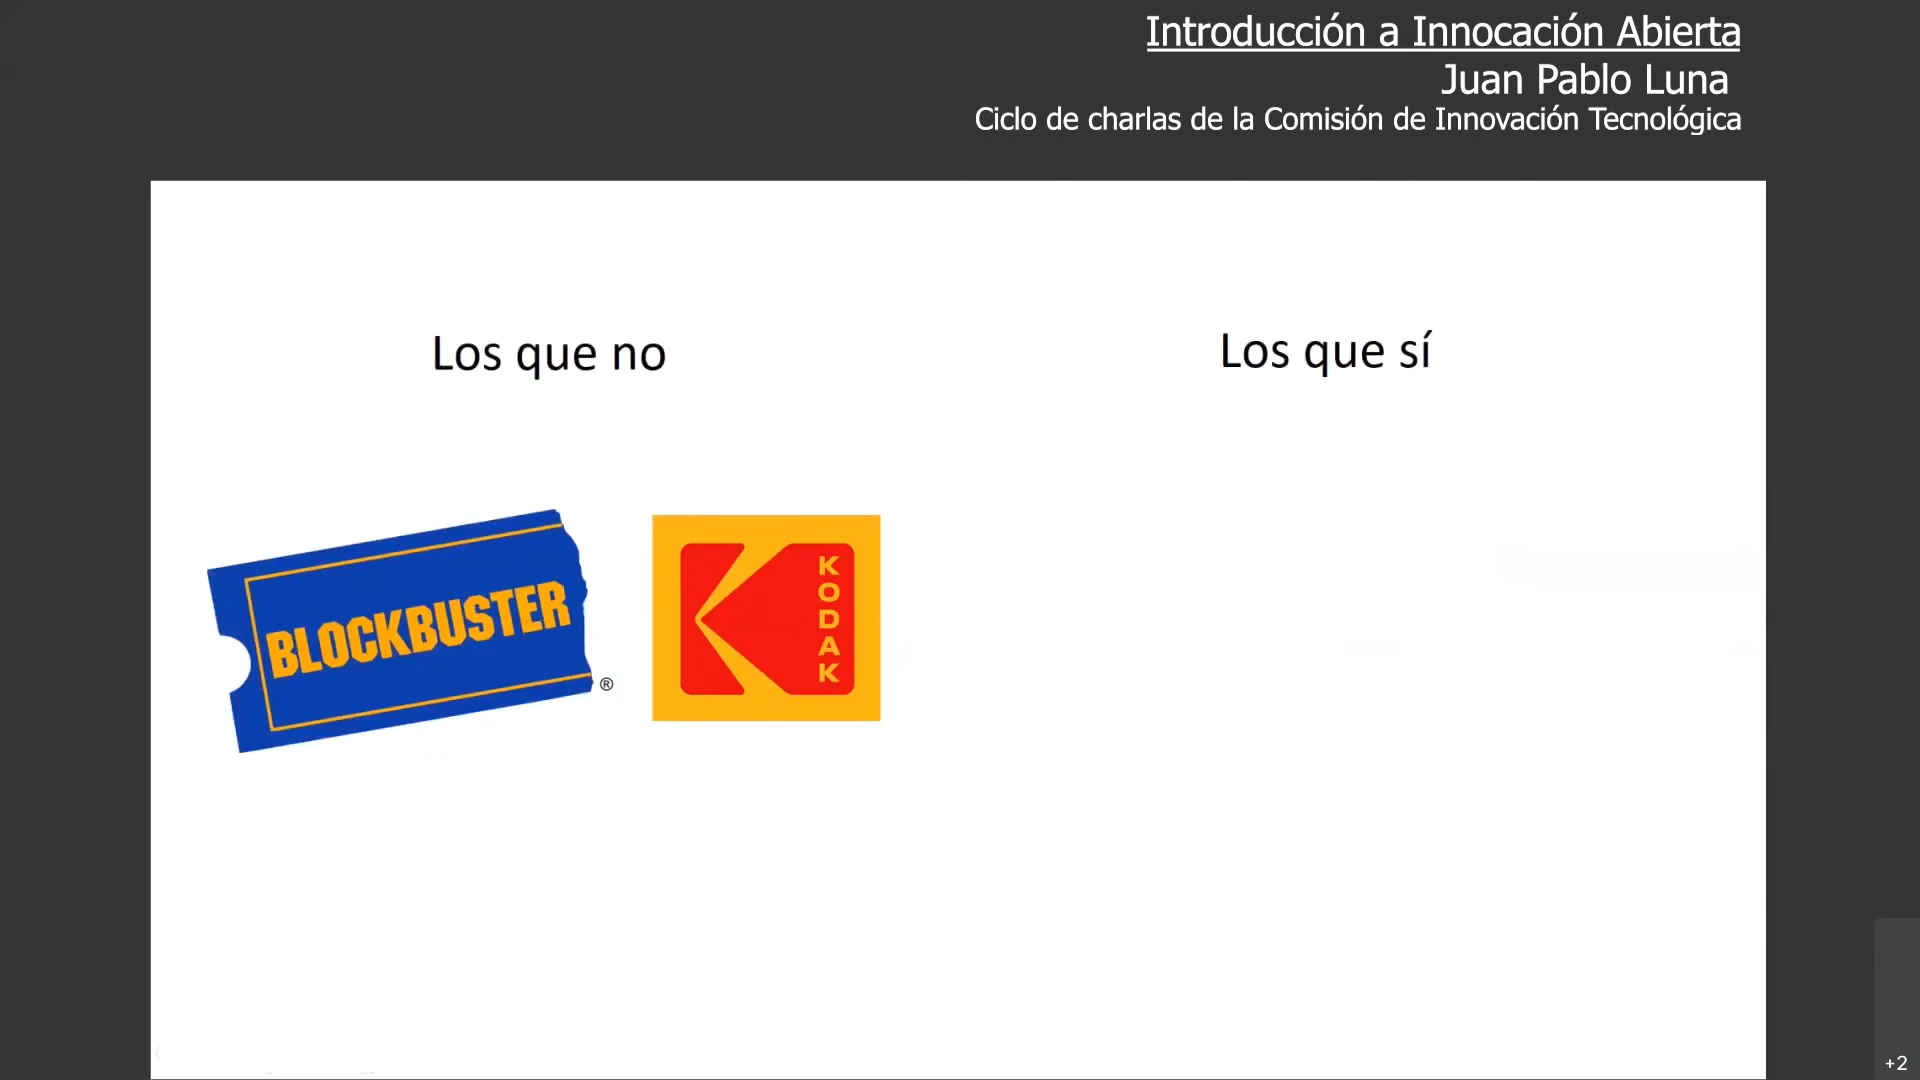 Introducción a Innocación Abierta
Juan Pablo Luna
Ciclo de charlas de la Comisión de Innovación Tecnológica
Los que no
Los que sí
BLOCKBUSTER
®
KODAK
+2